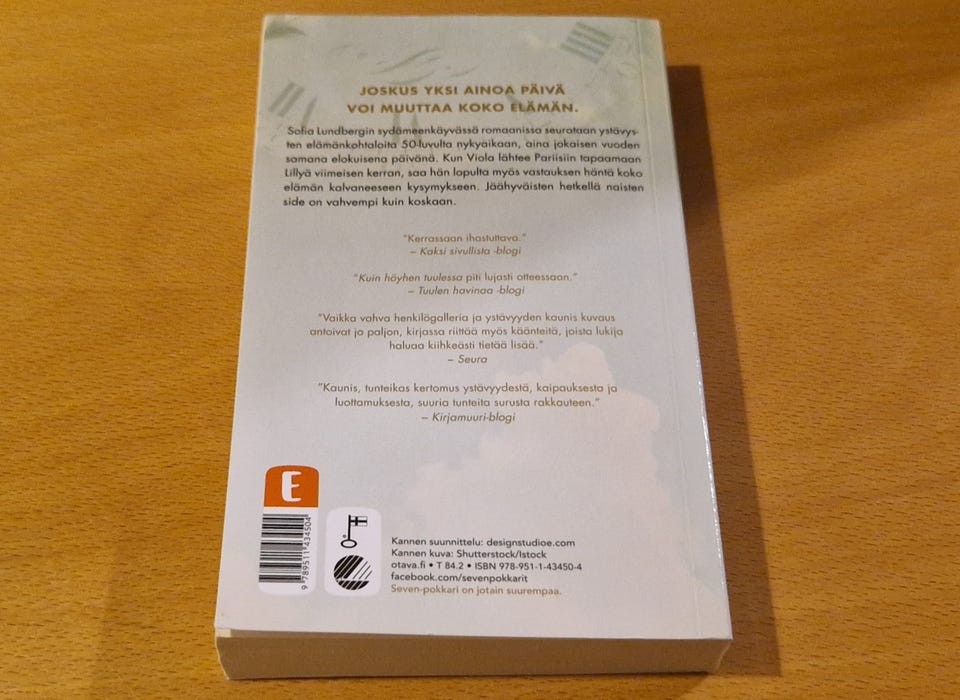 JOSKUS YKSI AINOA PÄIVÄ
VOI MUUTTAA KOKO ELÄMÄN.
Sofia Lundbergin sydämeenkäyvässä romaanissa seurataan ystävys-
ten elämänkohtaloita 50-luvulta nykyaikaan, aina jokaisen vuoden
samana elokuisena päivänä. Kun Viola lähtee Pariisiin tapaamaan
Lillyä viimeisen kerran, saa hän lopulta myös vastauksen häntä koko
elämän kalvaneeseen kysymykseen. Jäähyväisten hetkellä naisten
side on vahvempi kuin koskaan.
"Kerrassaan ihastuttava."
– Kaksi sivullista -blogi
"Kuin höyhen tuulessa piti lujasti otteessaan."
– Tuulen havinaa -blogi
"Vaikka vahva henkilögalleria ja ystävyyden kaunis kuvaus
antoivat jo paljon, kirjassa riittää myös käänteitä, joista lukija
haluaa kiihkeästi tietää lisää."
– Seura
"Kaunis, tunteikas kertomus ystävyydestä, kaipauksesta ja
luottamuksesta, suuria tunteita surusta rakkauteen."
– Kirjamuuri-blogi
E
9 789511 434504
Kannen suunnittelu: designstudioe.com
Kannen kuva: Shutterstock/Istock
otava.fi • T 84.2 • ISBN 978-951-1-43450-4
facebook.com/sevenpokkarit
Seven-pokkari on jotain suurempaa.